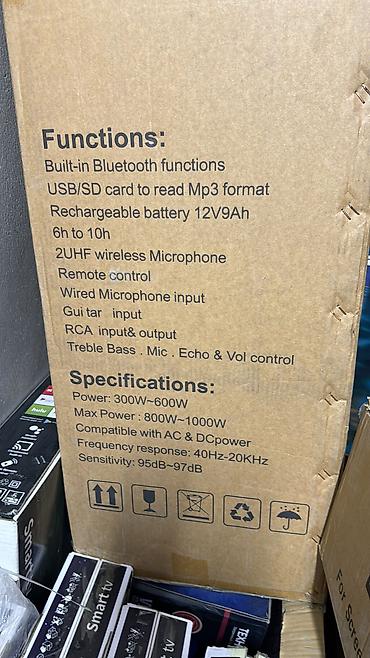 Functions:
Built-in Bluetooth functions
USB/SD card to read Mp3 format
Rechargeable battery 12V9Ah
6h to 10h
2UHF wireless Microphone
Remote control
Wired Microphone input
Gui tar input
RCA input& output
Treble Bass . Mic . Echo & Vol control
Specifications:
Power: 300W~600W
Max Power : 800W~1000W
Compatible with AC & DCpower
Frequency response: 40Hz-20KHz
Sensitivity: 95dB~97dB
hulu
smart tv
tv
For